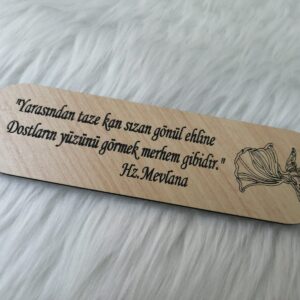 "Yarasından taze kan sızan gönül ehline
Dostların yüzünü görmek merhem gibidir."
Hz.Mevlana